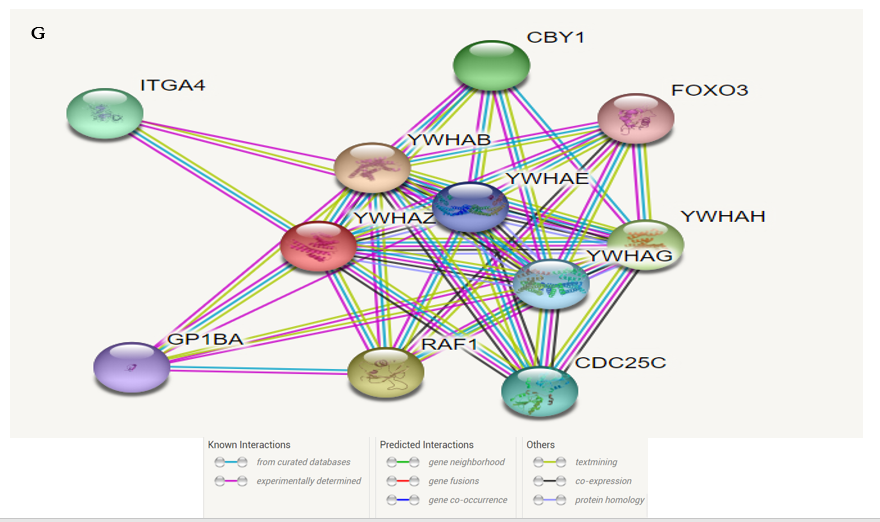 G
CBY1
ITGA4
FOXO3
YWHAB
YWHAE
YWHAZ
YWHAH
YWHAG
GP1BA
RAF1
CDC25C
Known Interactions
from curated databases
experimentally determined
Predicted Interactions
gene neighborhood
gene fusions
gene co-occurrence
Others
textmining
co-expression
protein homology